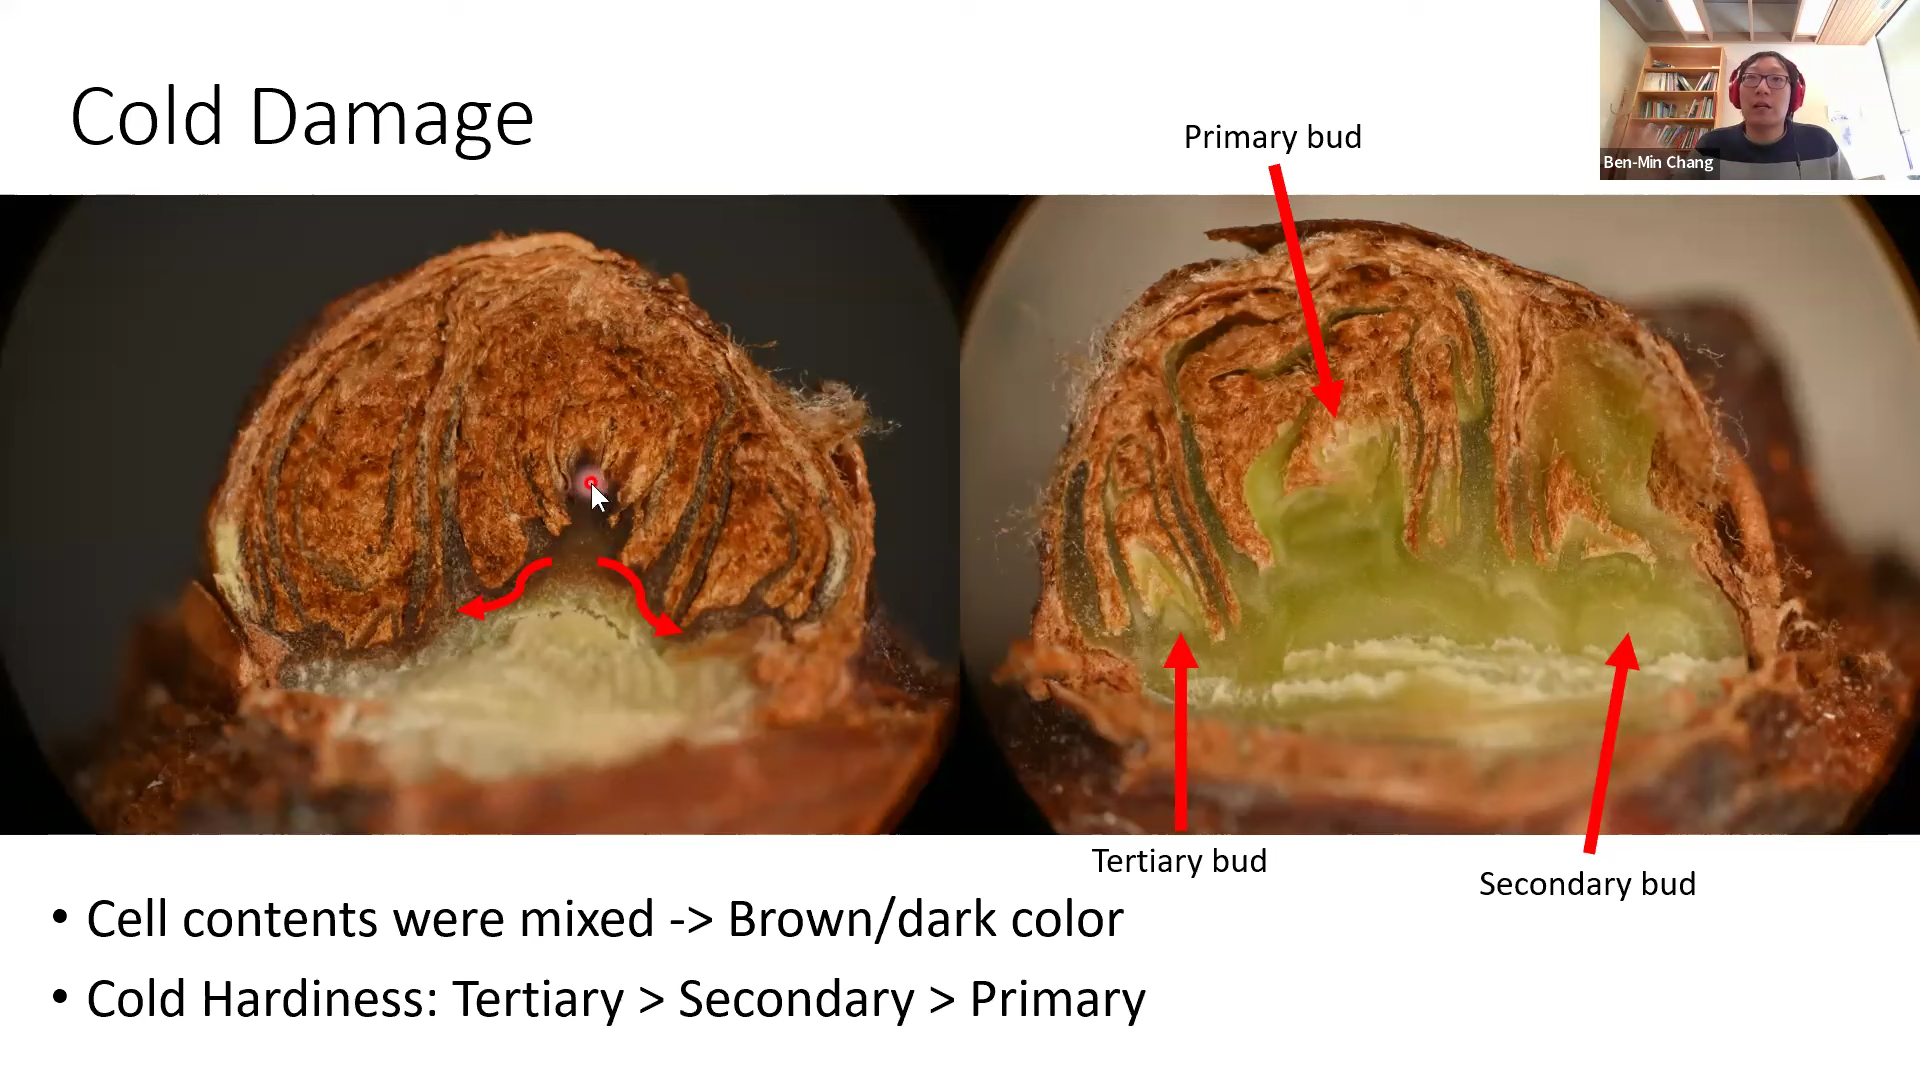 Cold Damage
Primary bud
Ben-Min Chang
Tertiary bud
Secondary bud
• Cell contents were mixed -> Brown/dark color
• Cold Hardiness: Tertiary > Secondary > Primary